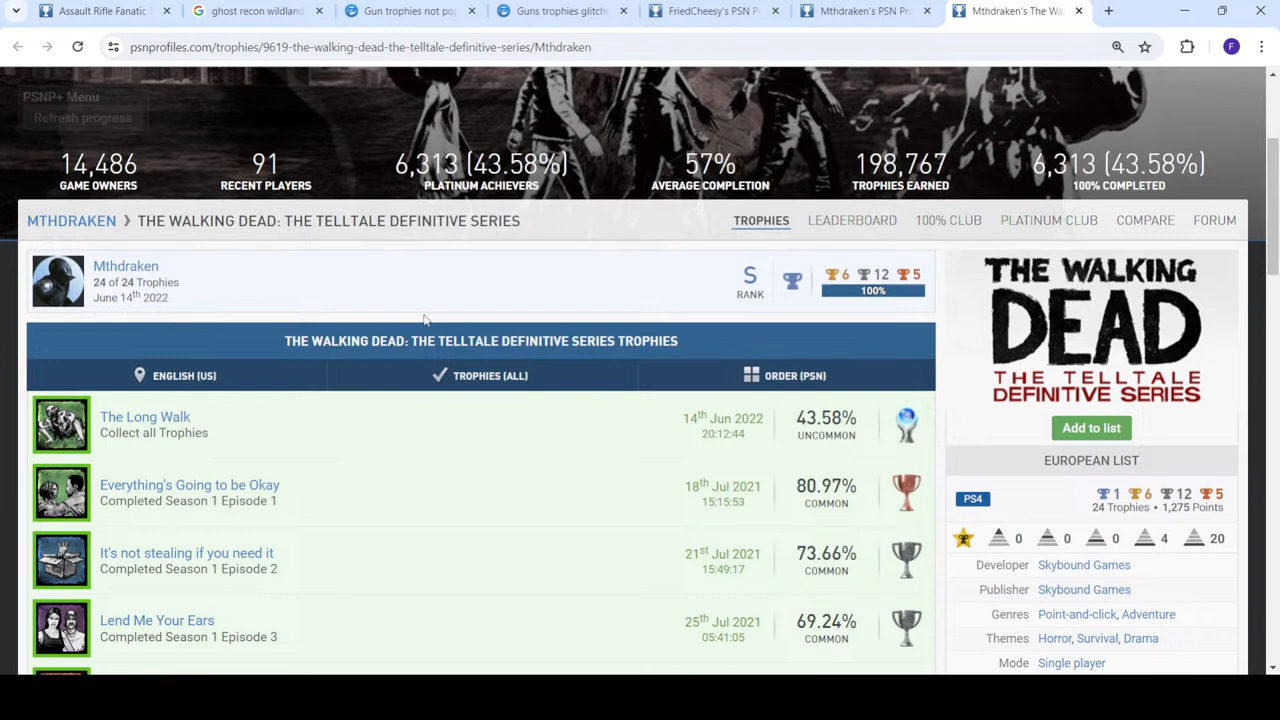 Assault Rifle Fanatic T
ghost recon wildland
Gun trophies not pop
Guns trophies glitche
FriedCheesy's PSN P
Mthdraken's PSN Pro
Mthdraken's The Wa
psnprofiles.com/trophies/9619-the-walking-dead-the-telltale-definitive-series/Mthdraken
F
PSNP+ Menu
Refresh progress
14,486 91 6,313 (43.58%) 57% 198,767 6,313 (43.58%)
GAME OWNERS RECENT PLAYERS PLATINUM ACHIEVERS AVERAGE COMPLETION TROPHIES EARNED 100% COMPLETED
MTHDRAKEN THE WALKING DEAD: THE TELLTALE DEFINITIVE SERIES TROPHIES LEADERBOARD 100% CLUB PLATINUM CLUB COMPARE FORUM
Mthdraken
24 of 24 Trophies
June 14th 2022
S
RANK
6 12 5
100%
THE WALKING DEAD: THE TELLTALE DEFINITIVE SERIES TROPHIES
ENGLISH (US) TROPHIES (ALL) ORDER (PSN)
The Long Walk
Collect all Trophies
14th Jun 2022
20:12:44
43.58%
UNCOMMON
Everything's Going to be Okay
Completed Season 1 Episode 1
18th Jul 2021
15:15:53
80.97%
COMMON
It's not stealing if you need it
Completed Season 1 Episode 2
21st Jul 2021
15:49:17
73.66%
COMMON
Lend Me Your Ears
Completed Season 1 Episode 3
25th Jul 2021
05:41:05
69.24%
COMMON
THE WALKING
DEAD:
THE TELLTALE
DEFINITIVE SERIES
Add to list
EUROPEAN LIST
PS4
1 6 12 5
24 Trophies • 1,275 Points
0 0 0 4 20
Developer Skybound Games
Publisher Skybound Games
Genres Point-and-click, Adventure
Themes Horror, Survival, Drama
Mode Single player